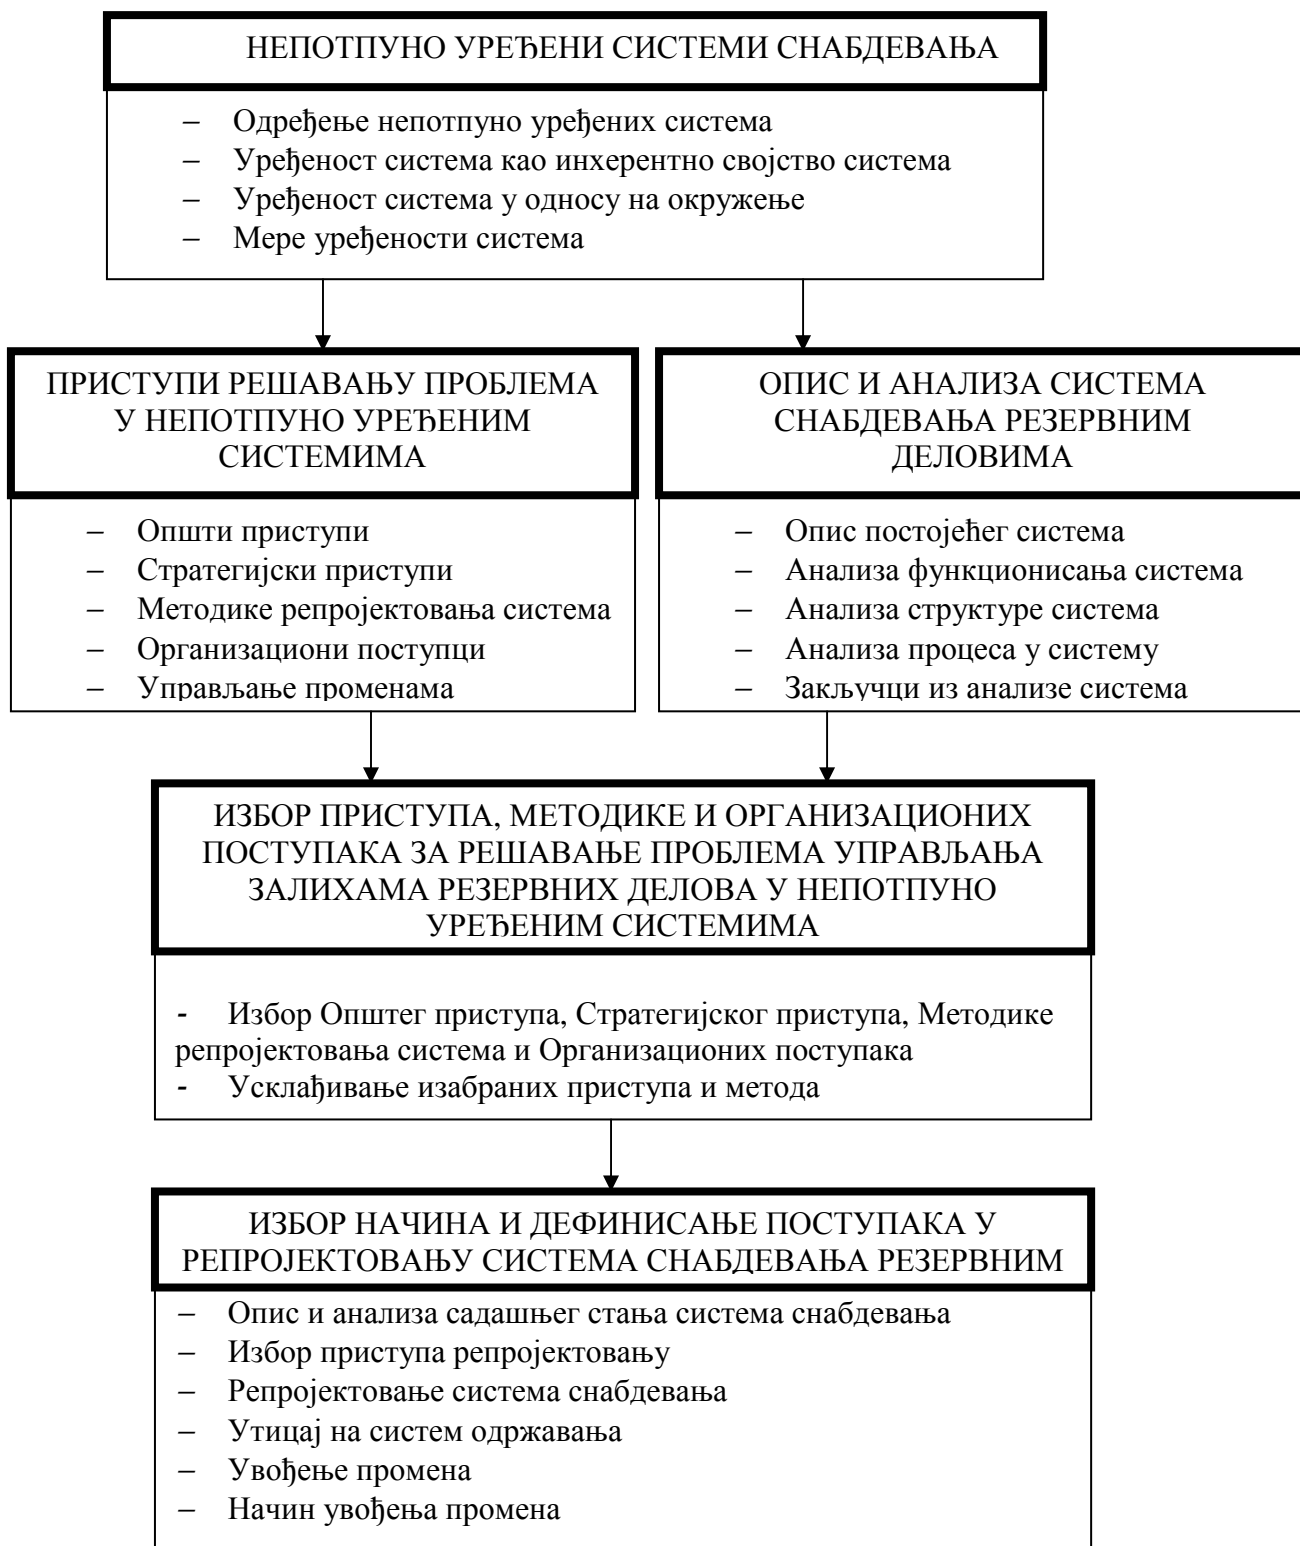 НЕПОТПУНО УРЕЂЕНИ СИСТЕМИ СНАБДЕВАЊА
– Одређење непотпуно уређених система
– Уређеност система као инхерентно својство система
– Уређеност система у односу на окружење
– Мере уређености система
ПРИСТУПИ РЕШАВАЊУ ПРОБЛЕМА
У НЕПОТПУНО УРЕЂЕНИМ
СИСТЕМИМА
– Општи приступи
– Стратегијски приступи
– Методике репројектовања система
– Организациони поступци
– Управљање променама
ОПИС И АНАЛИЗА СИСТЕМА
СНАБДЕВАЊА РЕЗЕРВНИМ
ДЕЛОВИМА
– Опис постојећег система
– Анализа функционисања система
– Анализа структуре система
– Анализа процеса у систему
– Закључци из анализе система
ИЗБОР ПРИСТУПА, МЕТОДИКЕ И ОРГАНИЗАЦИОНИХ
ПОСТУПАКА ЗА РЕШАВАЊЕ ПРОБЛЕМА УПРАВЉАЊА
ЗАЛИХАМА РЕЗЕРВНИХ ДЕЛОВА У НЕПОТПУНО
УРЕЂЕНИМ СИСТЕМИМА
- Избор Општег приступа, Стратегијског приступа, Методике
репројектовања система и Организационих поступака
- Усклађивање изабраних приступа и метода
ИЗБОР НАЧИНА И ДЕФИНИСАЊЕ ПОСТУПАКА У
РЕПРОЈЕКТОВАЊУ СИСТЕМА СНАБДЕВАЊА РЕЗЕРВНИМ
– Опис и анализа садашњег стања система снабдевања
– Избор приступа репројектовању
– Репројектовање система снабдевања
– Утицај на систем одржавања
– Увођење промена
– Начин увођења промена